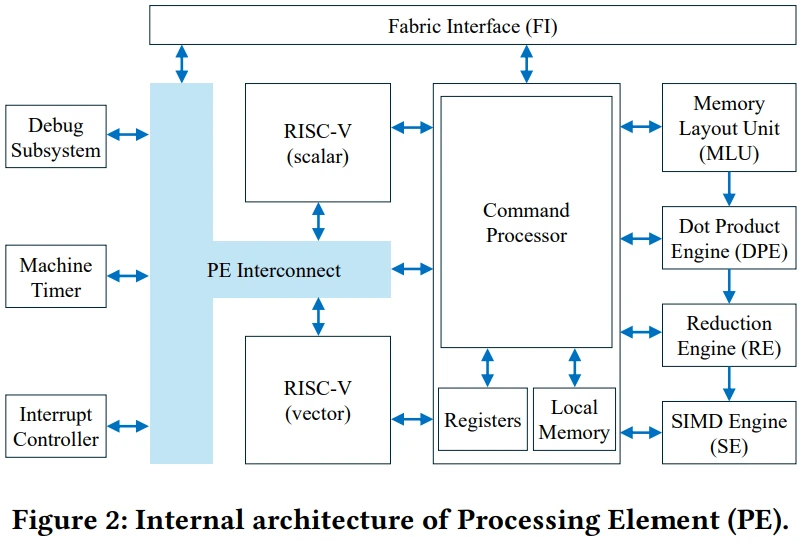 Fabric Interface (FI)
Debug
Subsystem
Machine
Timer
Interrupt
Controller
RISC-V
(scalar)
PE Interconnect
RISC-V
(vector)
Command
Processor
Registers
Local
Memory
Memory
Layout Unit
(MLU)
Dot Product
Engine (DPE)
Reduction
Engine (RE)
SIMD Engine
(SE)
Figure 2: Internal architecture of Processing Element (PE).